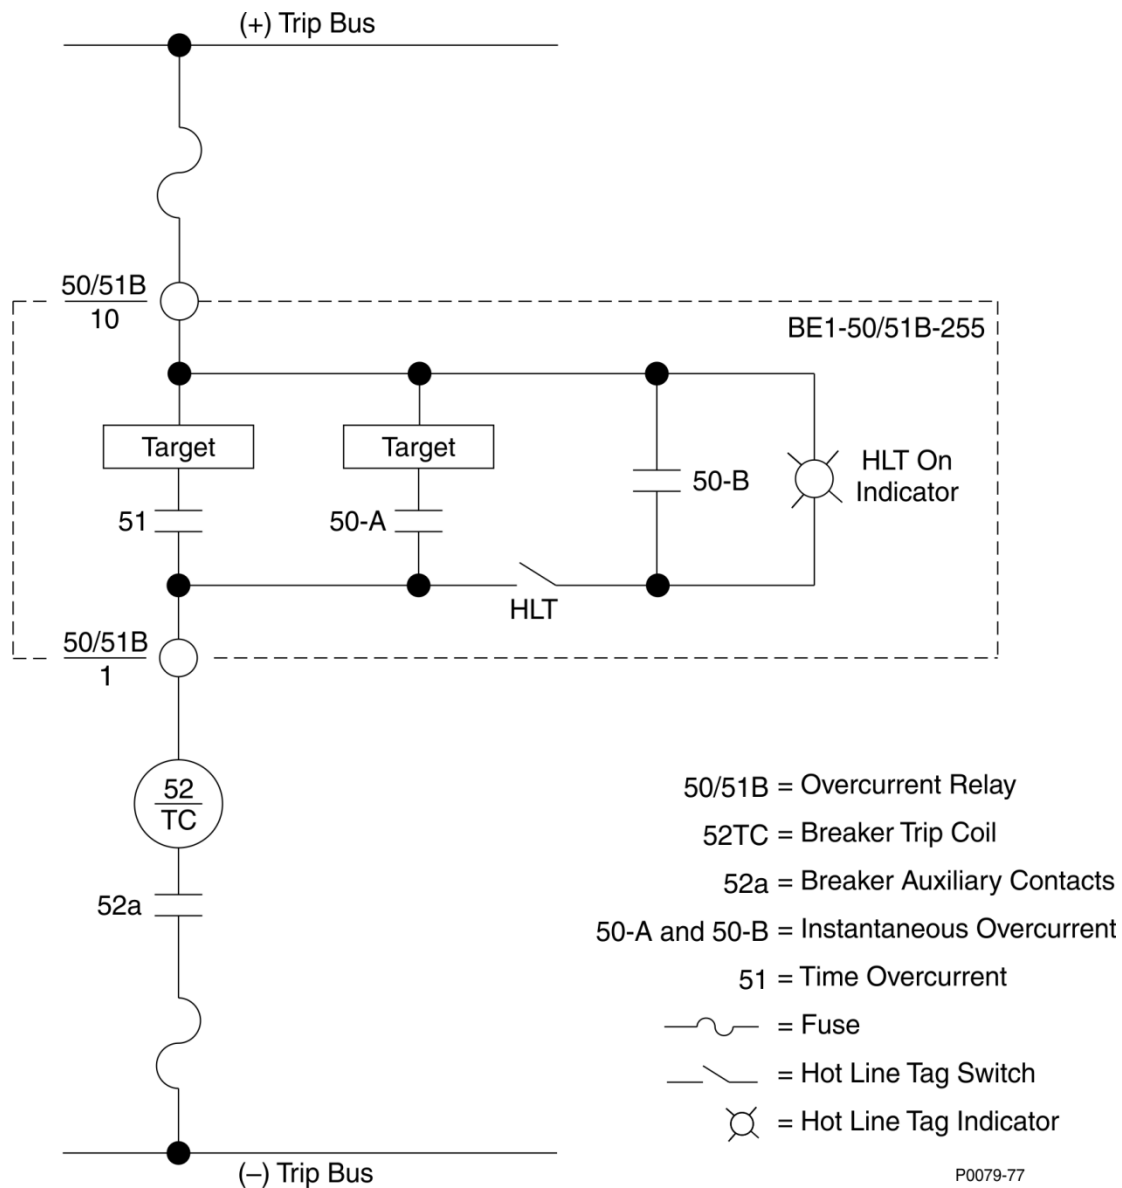 (+) Trip Bus
50/51B
10
BE1-50/51B-255
Target
Target
51
50-A
50-B
HLT On
Indicator
HLT
50/51B
1
52
TC
52a
50/51B = Overcurrent Relay
52TC = Breaker Trip Coil
52a = Breaker Auxiliary Contacts
50-A and 50-B = Instantaneous Overcurrent
51 = Time Overcurrent
= Fuse
= Hot Line Tag Switch
= Hot Line Tag Indicator
(–) Trip Bus
P0079-77